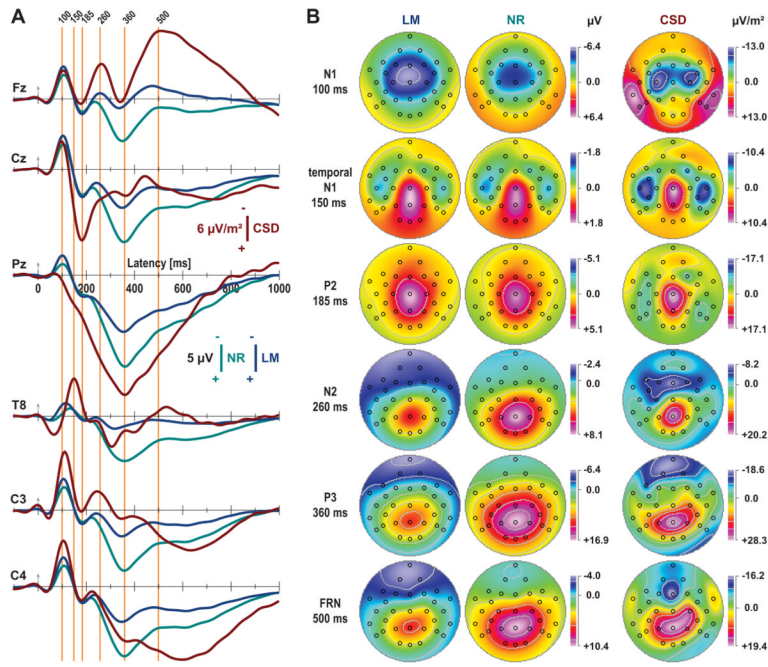 A
100
150
185
260
360
500
Fz
Cz
6 µV/m² CSD
-
+
Pz
Latency [ms]
0 200 400 600 800 1000
5 µV NR LM
- -
+ +
T8
C3
C4
B
LM NR µV CSD µV/m²
N1
100 ms
-6.4
0.0
+6.4
-13.0
0.0
+13.0
temporal
N1
150 ms
-1.8
0.0
+1.8
-10.4
0.0
+10.4
P2
185 ms
-5.1
0.0
+5.1
-17.1
0.0
+17.1
N2
260 ms
-2.4
0.0
+8.1
-8.2
0.0
+20.2
P3
360 ms
-6.4
0.0
+16.9
-18.6
0.0
+28.3
FRN
500 ms
-4.0
0.0
+10.4
-16.2
0.0
+19.4